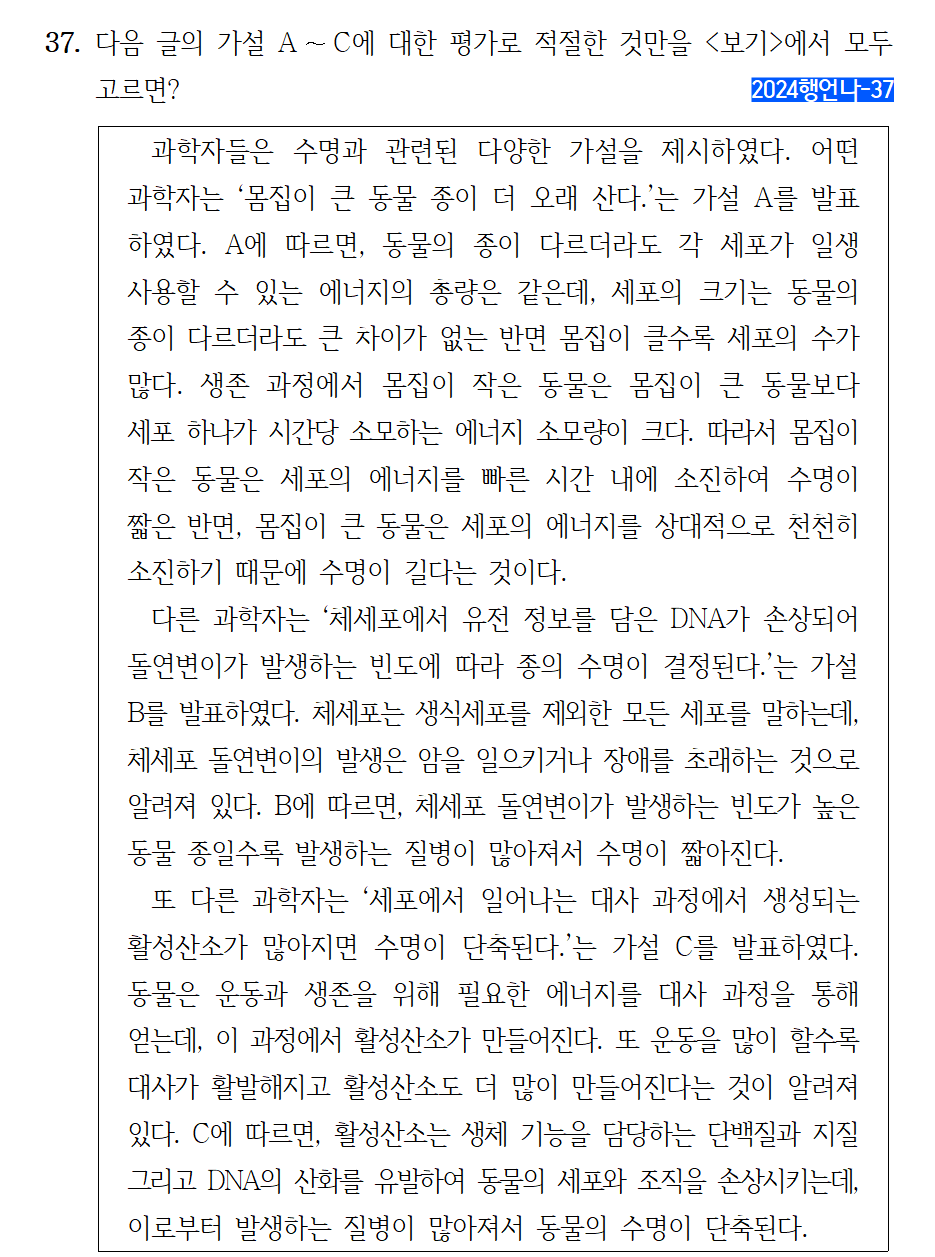 37. 다음 글의 가설 A~C에 대한 평가로 적절한 것만을 <보기>에서 모두
고르면?
2024행언나-37
과학자들은 수명과 관련된 다양한 가설을 제시하였다. 어떤
과학자는 ‘몸집이 큰 동물 종이 더 오래 산다.’는 가설 A를 발표
하였다. A에 따르면, 동물의 종이 다르더라도 각 세포가 일생
사용할 수 있는 에너지의 총량은 같은데, 세포의 크기는 동물의
종이 다르더라도 큰 차이가 없는 반면 몸집이 클수록 세포의 수가
많다. 생존 과정에서 몸집이 작은 동물은 몸집이 큰 동물보다
세포 하나가 시간당 소모하는 에너지 소모량이 크다. 따라서 몸집이
작은 동물은 세포의 에너지를 빠른 시간 내에 소진하여 수명이
짧은 반면, 몸집이 큰 동물은 세포의 에너지를 상대적으로 천천히
소진하기 때문에 수명이 길다는 것이다.
다른 과학자는 ‘체세포에서 유전 정보를 담은 DNA가 손상되어
돌연변이가 발생하는 빈도에 따라 종의 수명이 결정된다.’는 가설
B를 발표하였다. 체세포는 생식세포를 제외한 모든 세포를 말하는데,
체세포 돌연변이의 발생은 암을 일으키거나 장애를 초래하는 것으로
알려져 있다. B에 따르면, 체세포 돌연변이가 발생하는 빈도가 높은
동물 종일수록 발생하는 질병이 많아져서 수명이 짧아진다.
또 다른 과학자는 ‘세포에서 일어나는 대사 과정에서 생성되는
활성산소가 많아지면 수명이 단축된다.’는 가설 C를 발표하였다.
동물은 운동과 생존을 위해 필요한 에너지를 대사 과정을 통해
얻는데, 이 과정에서 활성산소가 만들어진다. 또 운동을 많이 할수록
대사가 활발해지고 활성산소도 더 많이 만들어진다는 것이 알려져
있다. C에 따르면, 활성산소는 생체 기능을 담당하는 단백질과 지질
그리고 DNA의 산화를 유발하여 동물의 세포와 조직을 손상시키는데,
이로부터 발생하는 질병이 많아져서 동물의 수명이 단축된다.